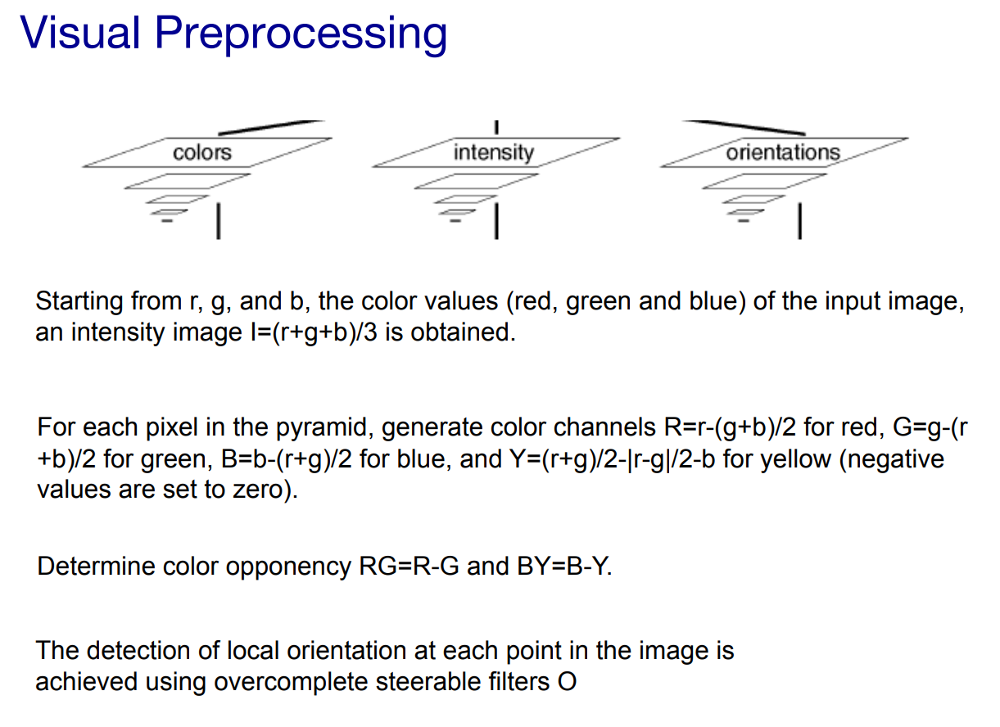 Visual Preprocessing
colors
intensity
orientations
Starting from r, g, and b, the color values (red, green and blue) of the input image,
an intensity image I=(r+g+b)/3 is obtained.
For each pixel in the pyramid, generate color channels R=r-(g+b)/2 for red, G=g-(r
+b)/2 for green, B=b-(r+g)/2 for blue, and Y=(r+g)/2-|r-g|/2-b for yellow (negative
values are set to zero).
Determine color opponency RG=R-G and BY=B-Y.
The detection of local orientation at each point in the image is
achieved using overcomplete steerable filters O